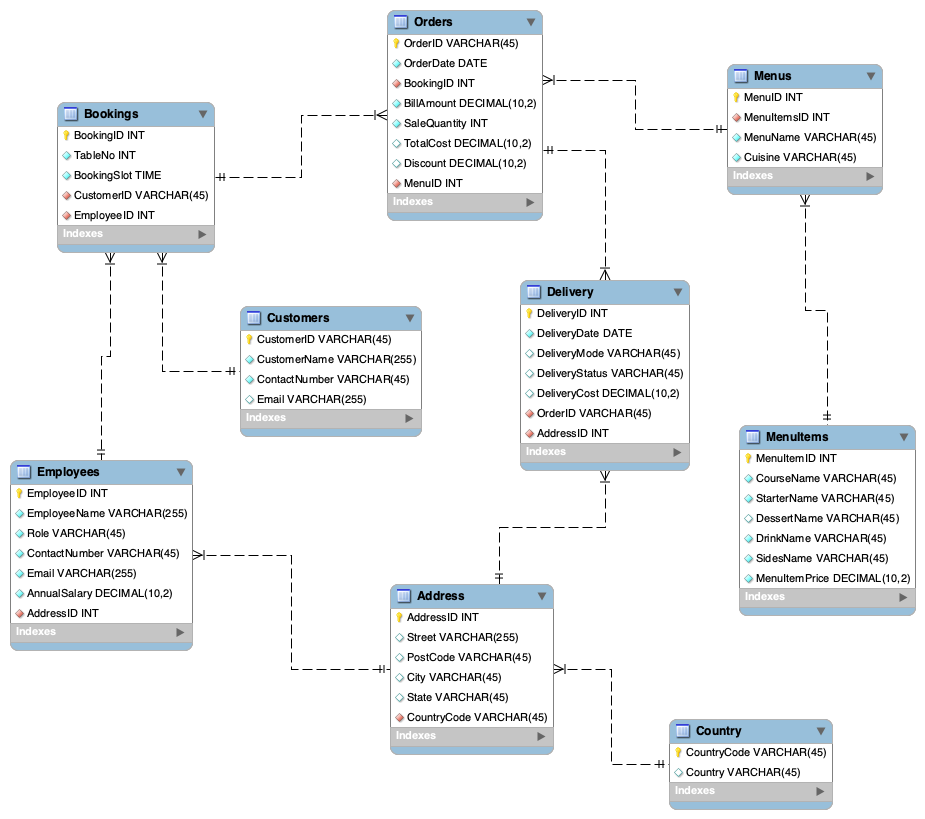 Orders
OrderID VARCHAR(45)
OrderDate DATE
BookingID INT
BillAmount DECIMAL(10,2)
SaleQuantity INT
TotalCost DECIMAL(10,2)
Discount DECIMAL(10,2)
MenuID INT
Indexes
Menus
MenuID INT
MenuItemsID INT
MenuName VARCHAR(45)
Cuisine VARCHAR(45)
Indexes
Bookings
BookingID INT
TableNo INT
BookingSlot TIME
CustomerID VARCHAR(45)
EmployeeID INT
Indexes
Delivery
DeliveryID INT
DeliveryDate DATE
DeliveryMode VARCHAR(45)
DeliveryStatus VARCHAR(45)
DeliveryCost DECIMAL(10,2)
OrderID VARCHAR(45)
AddressID INT
Indexes
Customers
CustomerID VARCHAR(45)
CustomerName VARCHAR(255)
ContactNumber VARCHAR(45)
Email VARCHAR(255)
Indexes
MenuItems
MenuItemID INT
CourseName VARCHAR(45)
StarterName VARCHAR(45)
DessertName VARCHAR(45)
DrinkName VARCHAR(45)
SidesName VARCHAR(45)
MenuItemPrice DECIMAL(10,2)
Indexes
Employees
EmployeeID INT
EmployeeName VARCHAR(255)
Role VARCHAR(45)
ContactNumber VARCHAR(45)
Email VARCHAR(255)
AnnualSalary DECIMAL(10,2)
AddressID INT
Indexes
Address
AddressID INT
Street VARCHAR(255)
PostCode VARCHAR(45)
City VARCHAR(45)
State VARCHAR(45)
CountryCode VARCHAR(45)
Indexes
Country
CountryCode VARCHAR(45)
Country VARCHAR(45)
Indexes